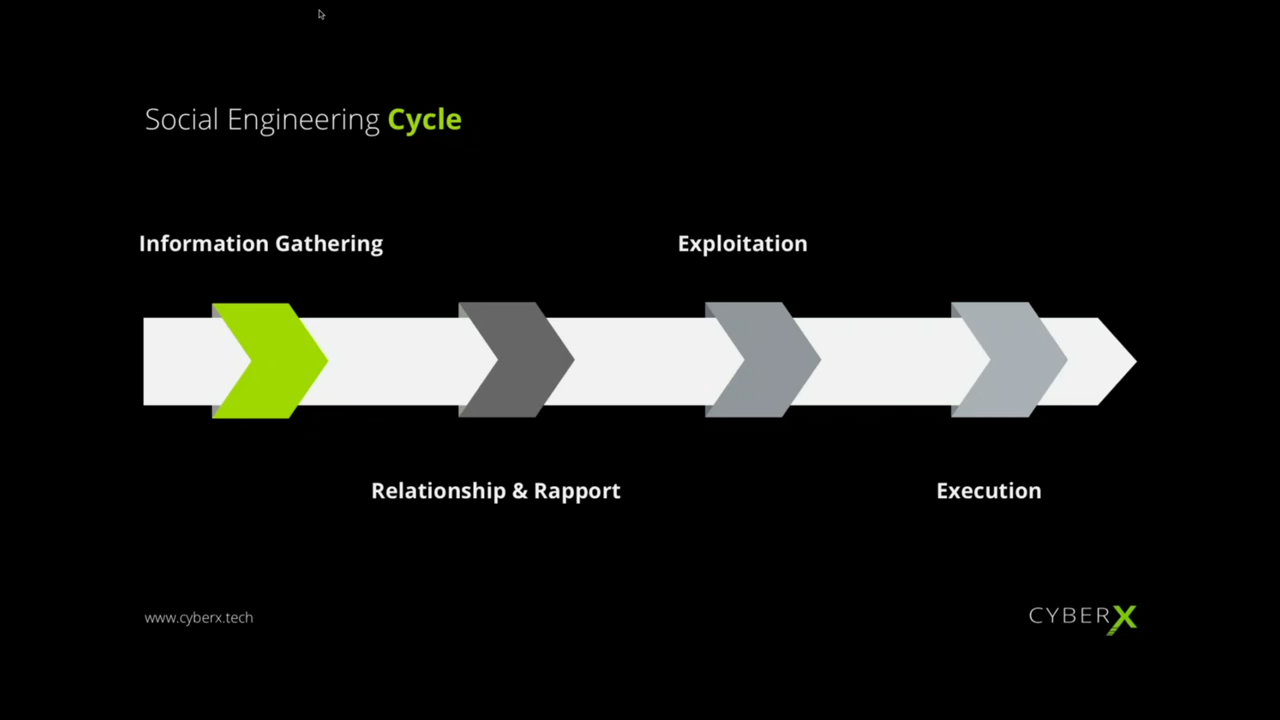 Social Engineering Cycle
Information Gathering
Exploitation
Relationship & Rapport
Execution
www.cyberx.tech
CYBERX